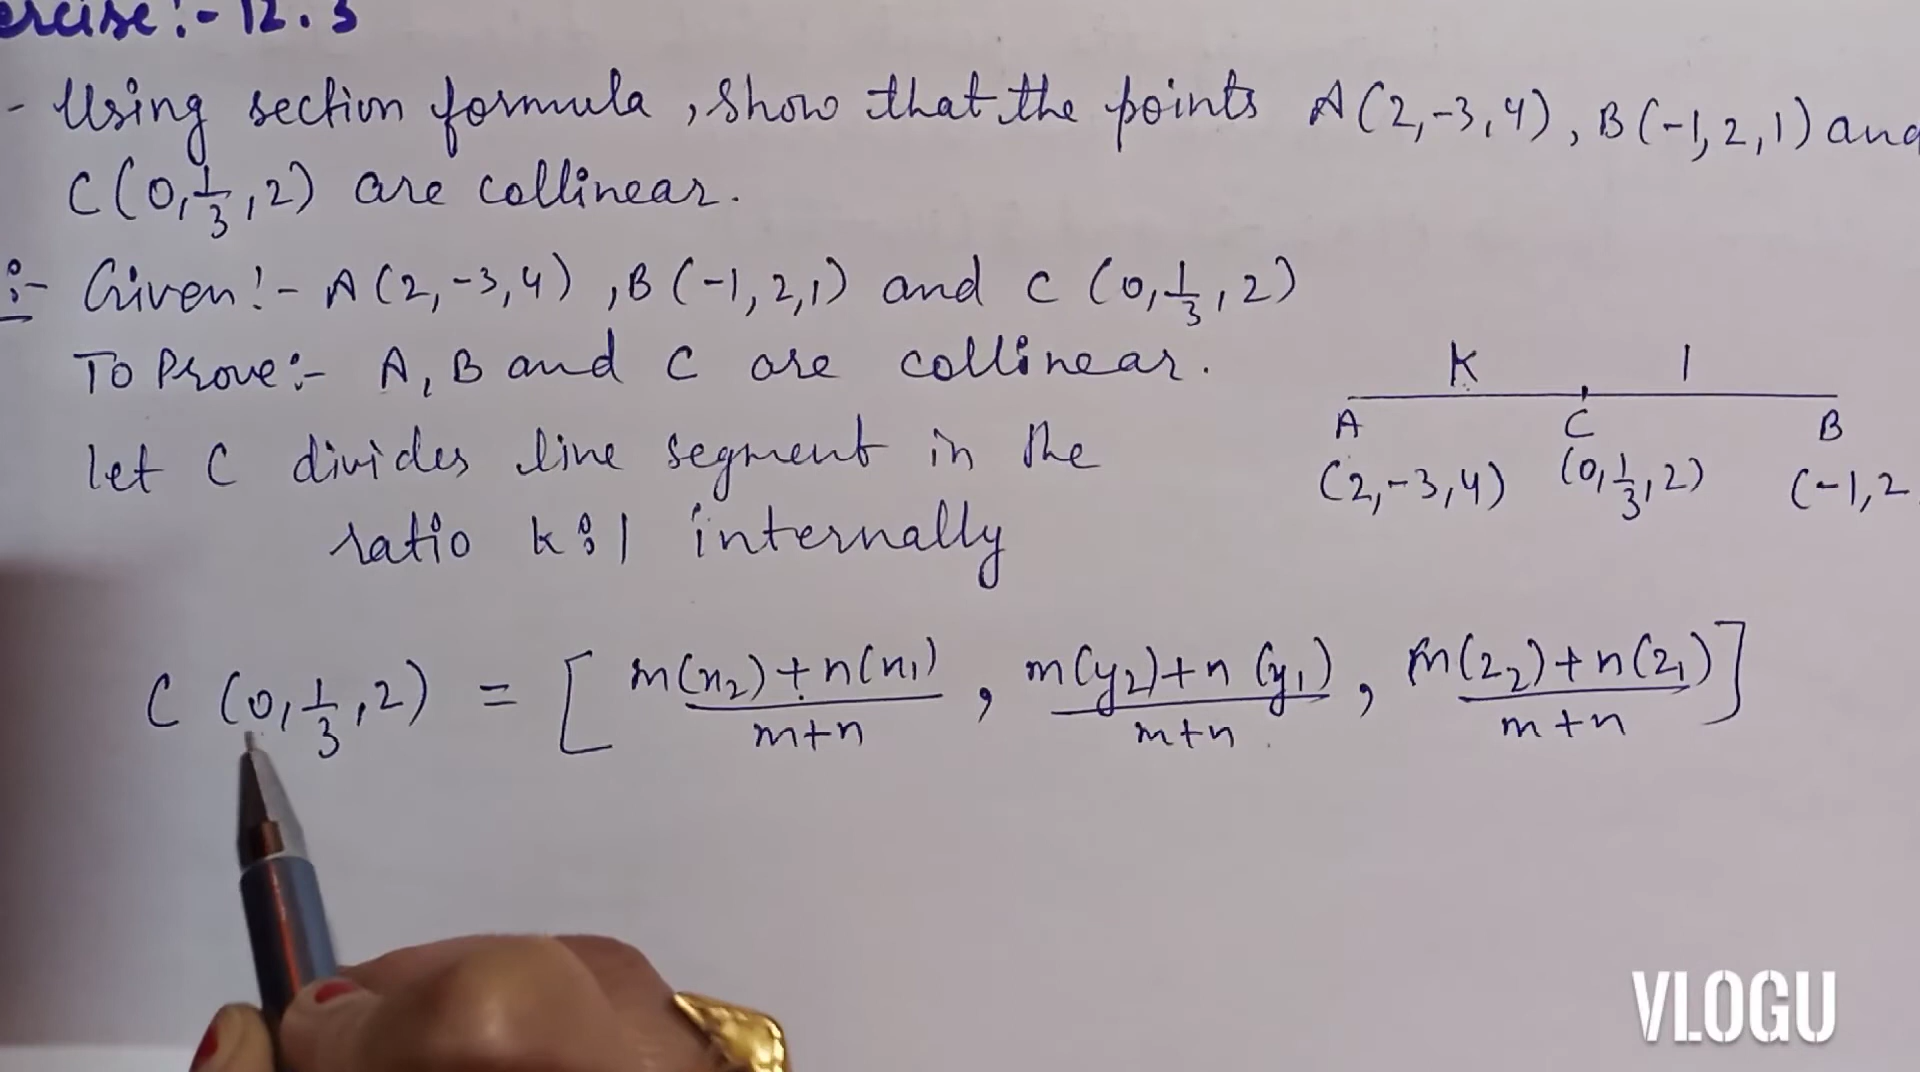 ercise:- 12.3
- Using section formula, show that the points A(2,-3,4), B(-1,2,1) and
C(0,1/3,2) are collinear.
:- Given:- A(2,-3,4), B(-1,2,1) and C (0,1/3,2)
To Prove:- A, B and C are collinear.
K 1
A C B
(2,-3,4) (0,1/3,2) (-1,2
let C divides line segment in the
ratio k:1 internally
C (0,1/3,2) = [ m(x2)+n(x1)/m+n , m(y2)+n(y1)/m+n , m(z2)+n(z1)/m+n ]
VLOGU